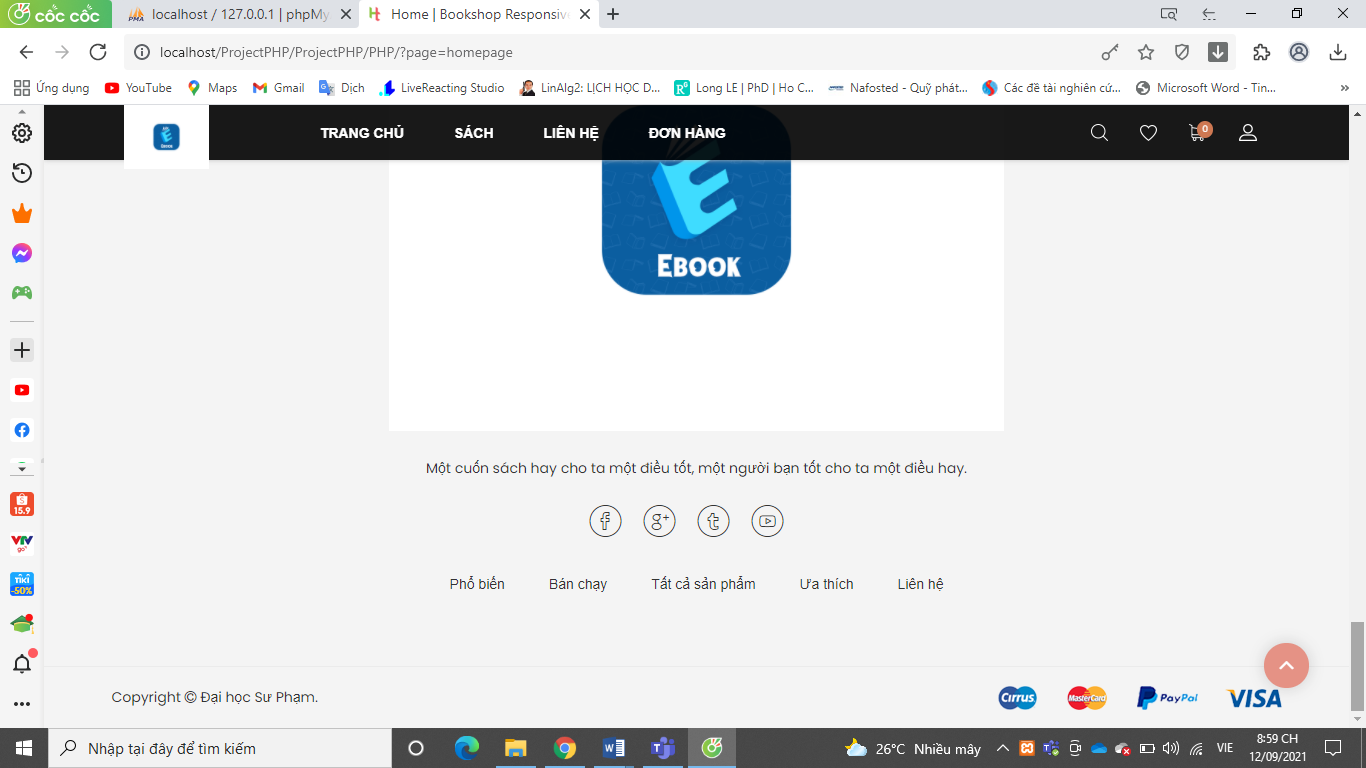 cốc cốc
localhost / 127.0.0.1 | phpMy
Home | Bookshop Responsive
localhost/ProjectPHP/ProjectPHP/PHP/?page=homepage
Ứng dụng YouTube Maps Gmail Dịch LiveReacting Studio LinAlg2: LỊCH HỌC D... Long LE | PhD | Ho C... Nafosted - Quỹ phát... Các đề tài nghiên cứ... Microsoft Word - Tin... »
EBOOK TRANG CHỦ SÁCH LIÊN HỆ ĐƠN HÀNG 0
EBOOK
Một cuốn sách hay cho ta một điều tốt, một người bạn tốt cho ta một điều hay.
f g+ t
Phổ biến Bán chạy Tất cả sản phẩm Ưa thích Liên hệ
15.9
VTV
go
TIKI
-50%
Copyright © Đại học Sư Phạm.
Cirrus MasterCard PayPal VISA
Nhập tại đây để tìm kiếm
26°C Nhiều mây
VIE
8:59 CH
12/09/2021